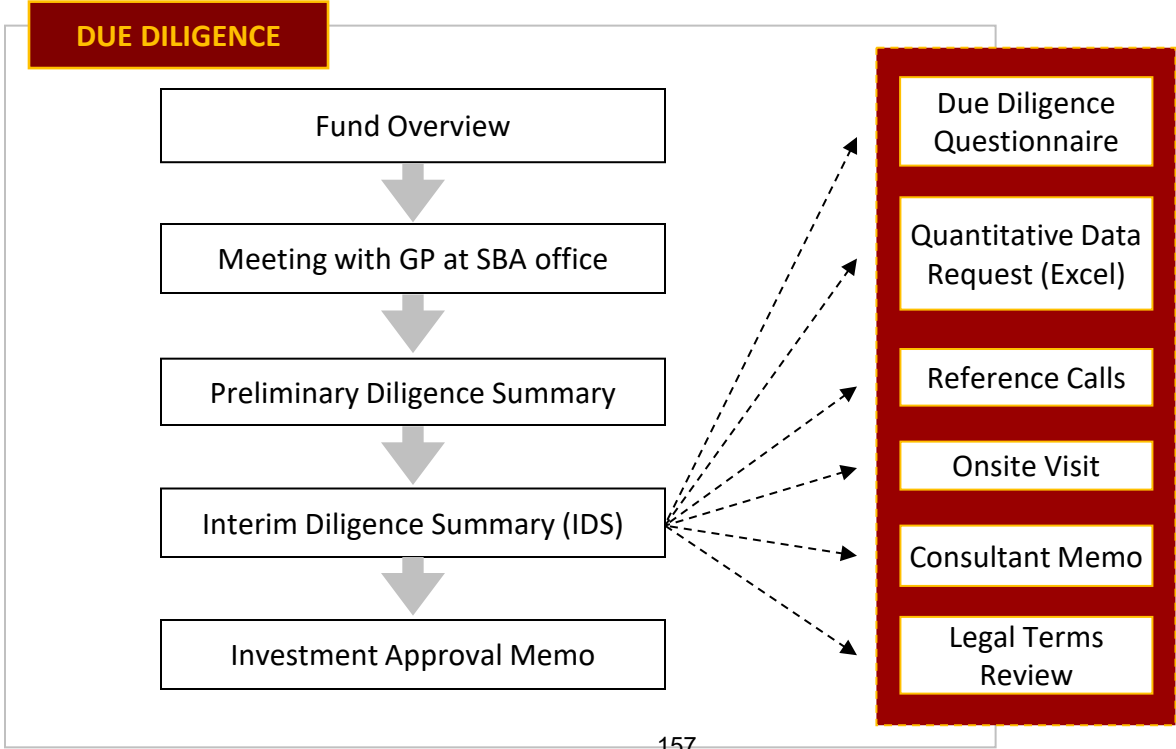 DUE DILIGENCE
Fund Overview
Meeting with GP at SBA office
Preliminary Diligence Summary
Interim Diligence Summary (IDS)
Investment Approval Memo
Due Diligence
Questionnaire
Quantitative Data
Request (Excel)
Reference Calls
Onsite Visit
Consultant Memo
Legal Terms
Review
157